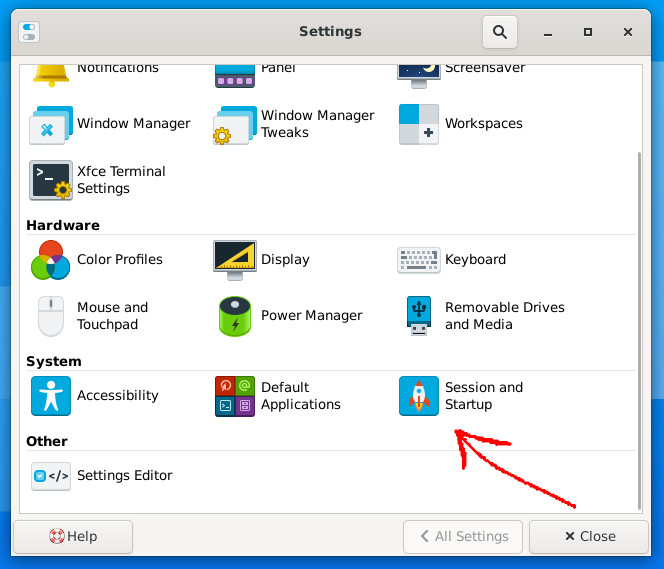 Settings
Notifications
Panel
Screensaver
Window Manager
Window Manager
Tweaks
Workspaces
Xfce Terminal
Settings
Hardware
Color Profiles
Display
Keyboard
Mouse and
Touchpad
Power Manager
Removable Drives
and Media
System
Accessibility
Default
Applications
Session and
Startup
Other
Settings Editor
Help
All Settings
Close